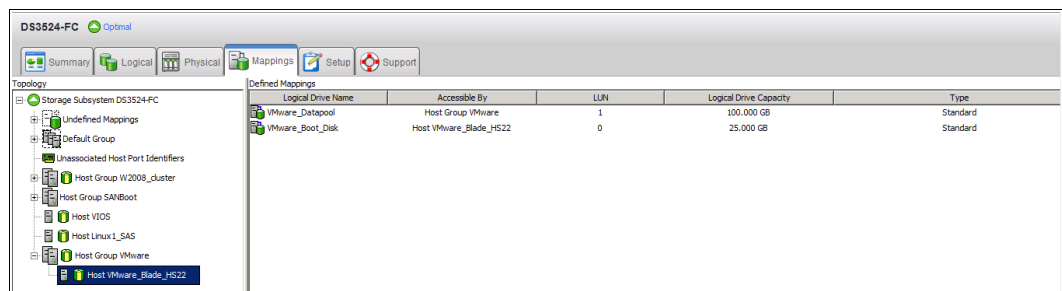 DS3524-FC Optimal
Summary Logical Physical Mappings Setup Support
Topology
Storage Subsystem DS3524-FC
Undefined Mappings
Default Group
Unassociated Host Port Identifiers
Host Group W2008_cluster
Host Group SANBoot
Host VIOS
Host Linux1_SAS
Host Group VMware
Host VMware_Blade_HS22
Defined Mappings
Logical Drive Name Accessible By LUN Logical Drive Capacity Type
VMware_Datapool Host Group VMware 1 100.000 GB Standard
VMware_Boot_Disk Host VMware_Blade_HS22 0 25.000 GB Standard